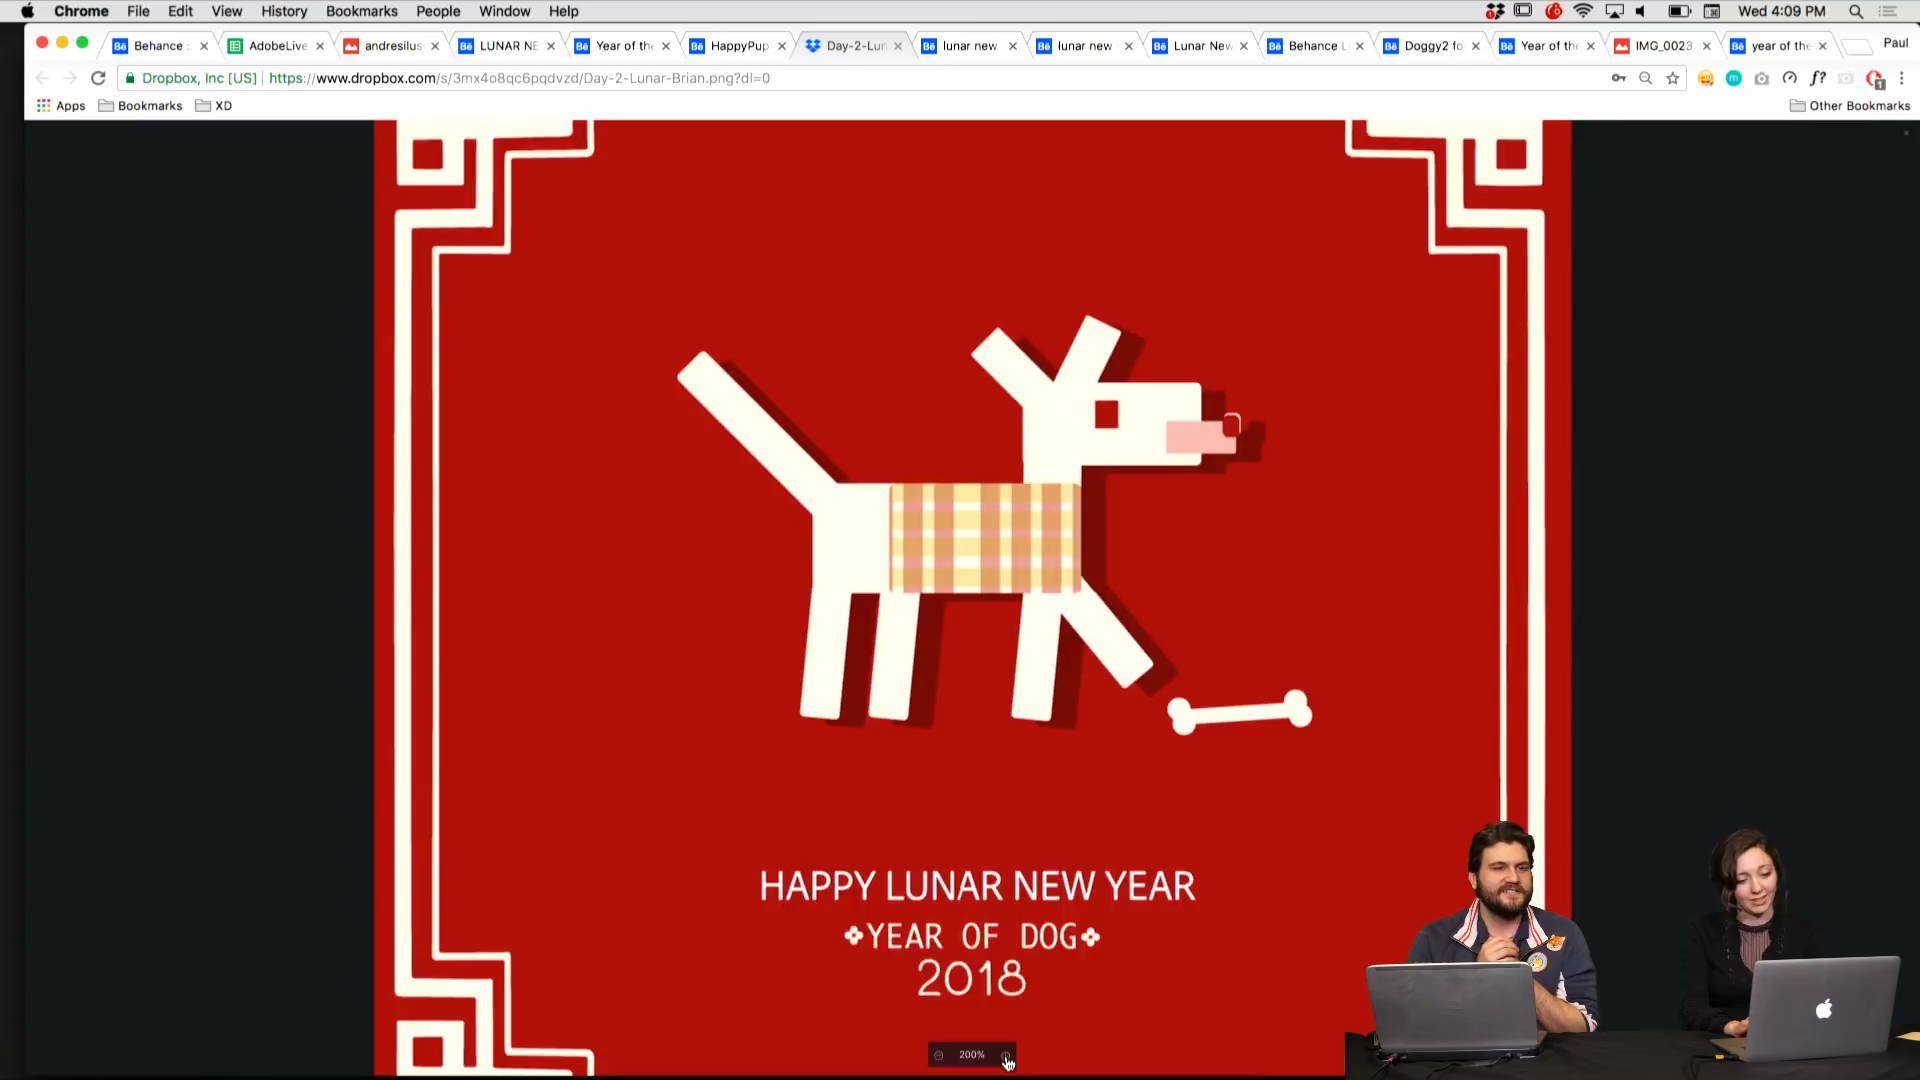 Chrome File Edit View History Bookmarks People Window Help Wed 4:09 PM
Behance : AdobeLive andresilus LUNAR NE Year of the HappyPup Day-2-Lun lunar new lunar new Lunar New Behance L Doggy2 fo Year of the IMG_0023. year of the Paul
Dropbox, Inc [US] https://www.dropbox.com/s/3mx4o8qc6pqdvzd/Day-2-Lunar-Brian.png?dl=0
Apps Bookmarks XD Other Bookmarks
HAPPY LUNAR NEW YEAR
YEAR OF DOG
2018
200%